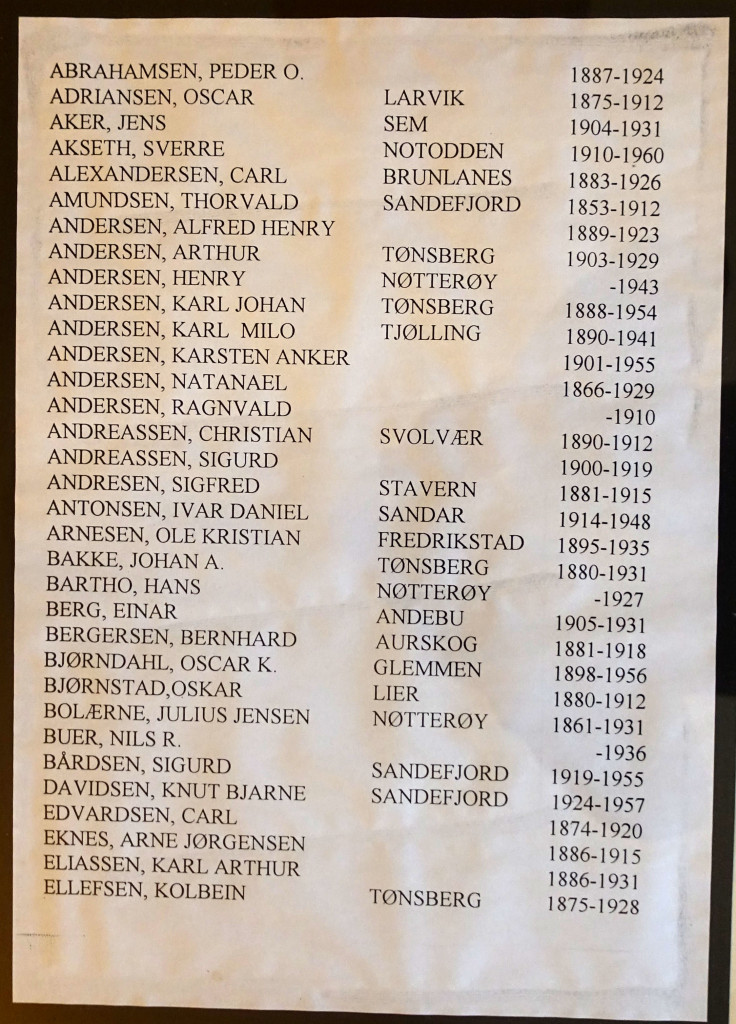 ABRAHAMSEN, PEDER O. 1887-1924
ADRIANSEN, OSCAR LARVIK 1875-1912
AKER, JENS SEM 1904-1931
AKSETH, SVERRE NOTODDEN 1910-1960
ALEXANDERSEN, CARL BRUNLANES 1883-1926
AMUNDSEN, THORVALD SANDEFJORD 1853-1912
ANDERSEN, ALFRED HENRY 1889-1923
ANDERSEN, ARTHUR TØNSBERG 1903-1929
ANDERSEN, HENRY NØTTERØY -1943
ANDERSEN, KARL JOHAN TØNSBERG 1888-1954
ANDERSEN, KARL MILO TJØLLING 1890-1941
ANDERSEN, KARSTEN ANKER 1901-1955
ANDERSEN, NATANAEL 1866-1929
ANDERSEN, RAGNVALD -1910
ANDREASSEN, CHRISTIAN SVOLVÆR 1890-1912
ANDREASSEN, SIGURD 1900-1919
ANDRESEN, SIGFRED STAVERN 1881-1915
ANTONSEN, IVAR DANIEL SANDAR 1914-1948
ARNESEN, OLE KRISTIAN FREDRIKSTAD 1895-1935
BAKKE, JOHAN A. TØNSBERG 1880-1931
BARTHO, HANS NØTTERØY -1927
BERG, EINAR ANDEBU 1905-1931
BERGERSEN, BERNHARD AURSKOG 1881-1918
BJØRNDAHL, OSCAR K. GLEMMEN 1898-1956
BJØRNSTAD,OSKAR LIER 1880-1912
BOLÆRNE, JULIUS JENSEN NØTTERØY 1861-1931
BUER, NILS R. -1936
BÅRDSEN, SIGURD SANDEFJORD 1919-1955
DAVIDSEN, KNUT BJARNE SANDEFJORD 1924-1957
EDVARDSEN, CARL 1874-1920
EKNES, ARNE JØRGENSEN 1886-1915
ELIASSEN, KARL ARTHUR 1886-1931
ELLEFSEN, KOLBEIN TØNSBERG 1875-1928